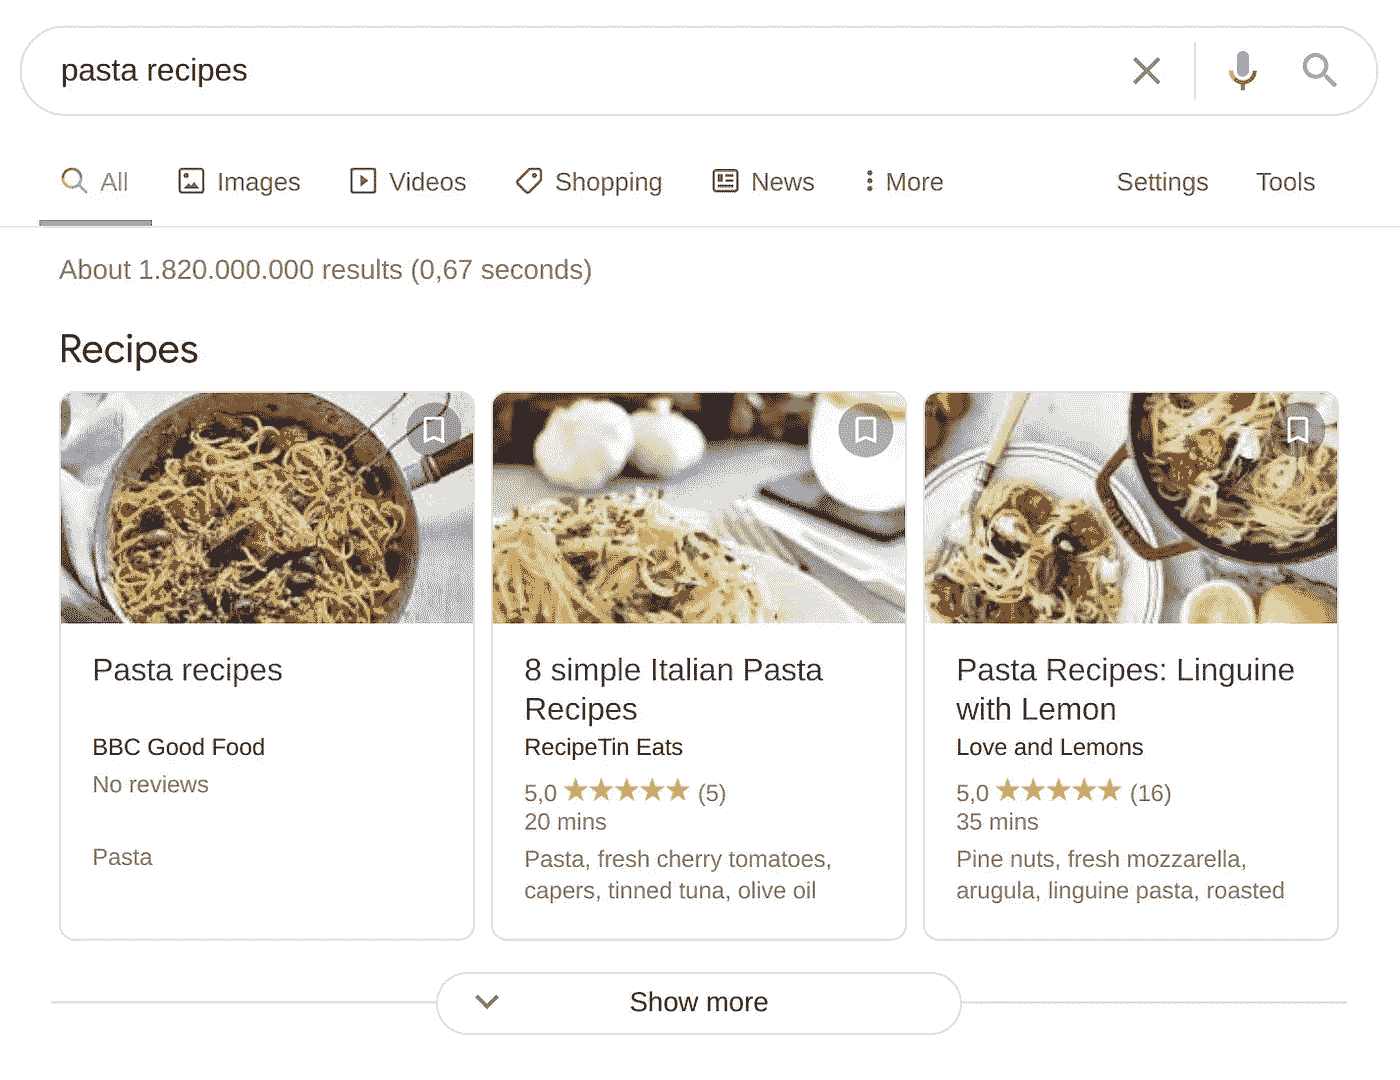 pasta recipes
All Images Videos Shopping News More Settings Tools
About 1.820.000.000 results (0,67 seconds)
Recipes
Pasta recipes
BBC Good Food
No reviews
Pasta
8 simple Italian Pasta
Recipes
RecipeTin Eats
5,0 ★★★★★ (5)
20 mins
Pasta, fresh cherry tomatoes,
capers, tinned tuna, olive oil
Pasta Recipes: Linguine
with Lemon
Love and Lemons
5,0 ★★★★★ (16)
35 mins
Pine nuts, fresh mozzarella,
arugula, linguine pasta, roasted
Show more